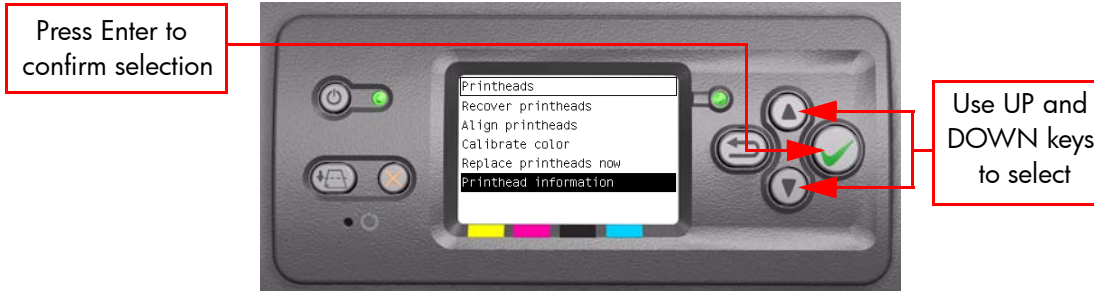 Press Enter to
confirm selection
Printheads
Recover printheads
Align printheads
Calibrate color
Replace printheads now
Printhead information
Use UP and
DOWN keys
to select